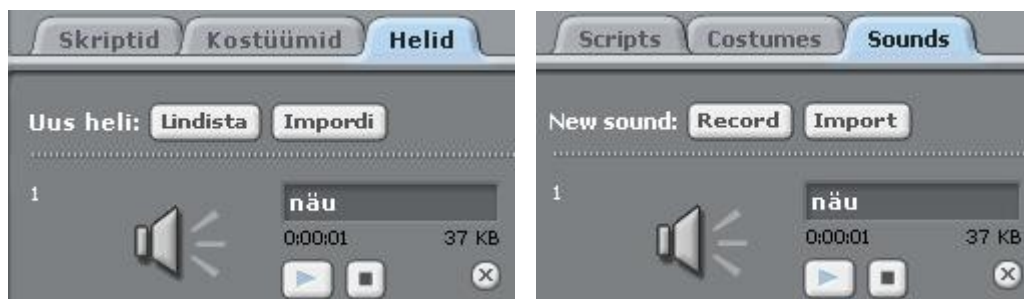 Skriptid Kostüümid Helid
Uus heli: Lindista Impordi
1
näu
0:00:01 37 KB
Scripts Costumes Sounds
New sound: Record Import
1
näu
0:00:01 37 KB